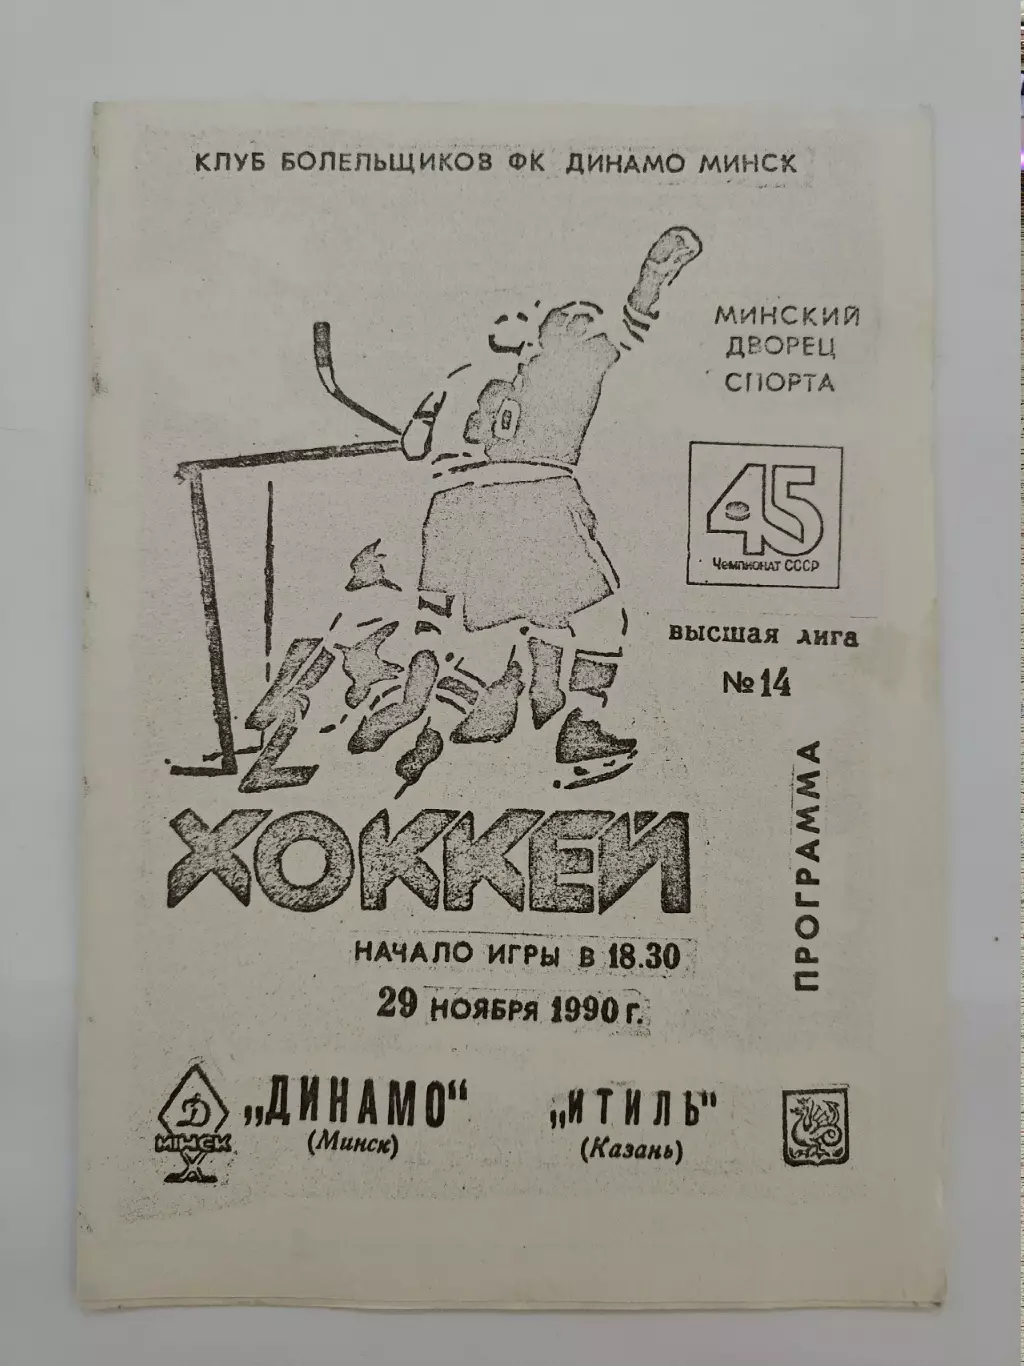 КЛУБ БОЛЕЛЬЩИКОВ ФК ДИНАМО МИНСК
МИНСКИЙ
ДВОРЕЦ
СПОРТА
45
Чемпионат СССР
высшая лига
№14
ПРОГРАММА
ХОККЕЙ
НАЧАЛО ИГРЫ В 18.30
29 НОЯБРЯ 1990 г.
Д
МІНСК
Х
„ДИНАМО“
(Минск)
„ИТИЛЬ"
(Казань)